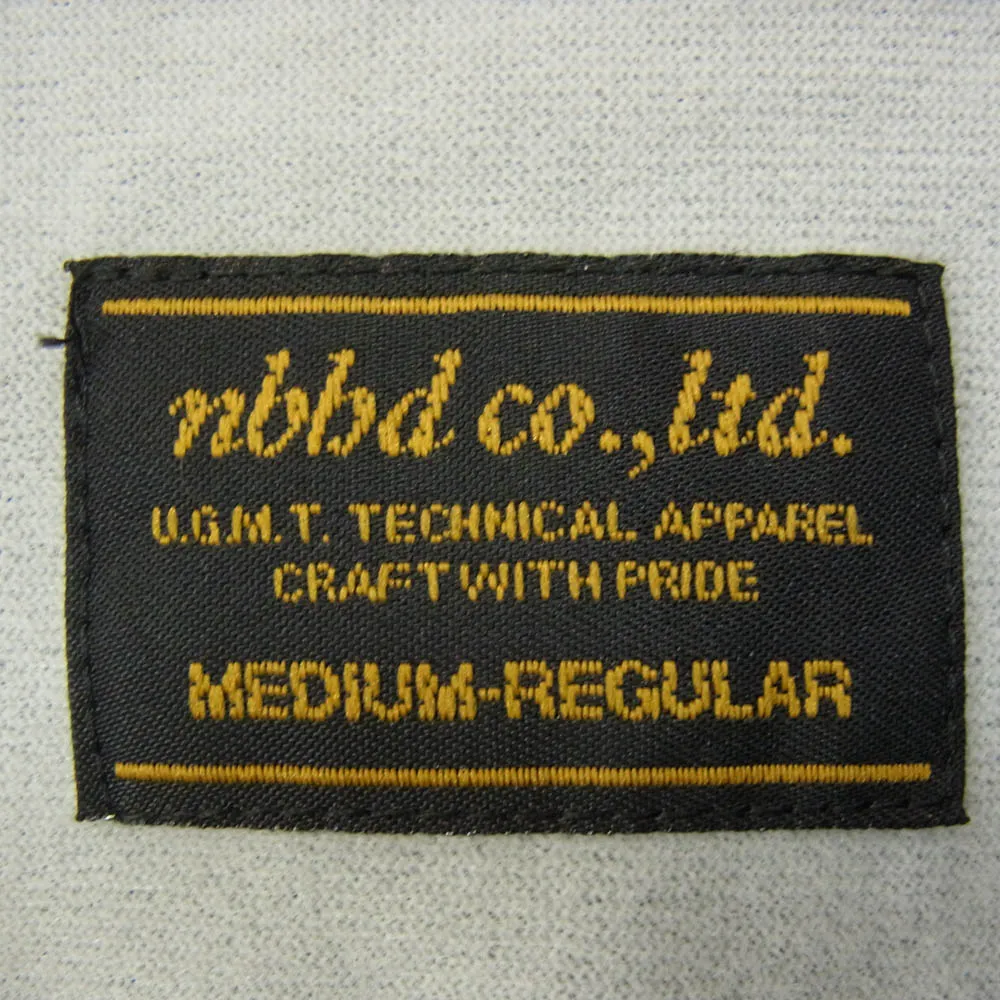 nbbd co.,ltd.
U.G.M.T. TECHNICAL APPAREL
CRAFT WITH PRIDE
MEDIUM-REGULAR